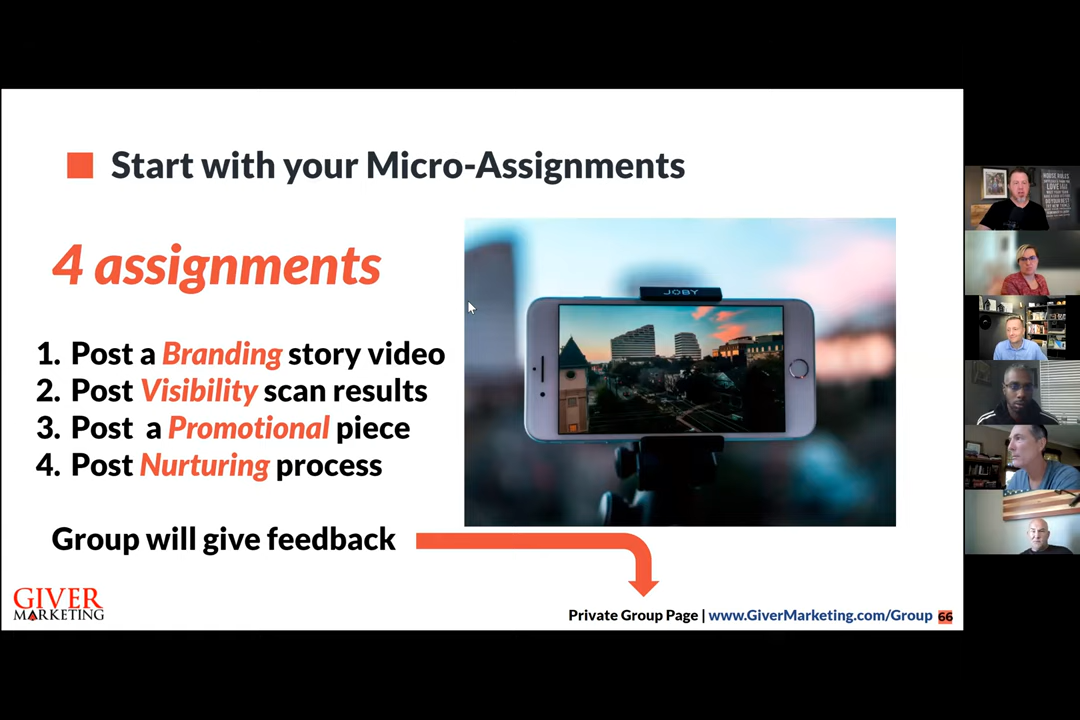 Start with your Micro-Assignments
4 assignments
1. Post a Branding story video
2. Post Visibility scan results
3. Post a Promotional piece
4. Post Nurturing process
JOBY
Group will give feedback
GIVER
MARKETING
Private Group Page | www.GiverMarketing.com/Group 66
HOUSE RULES